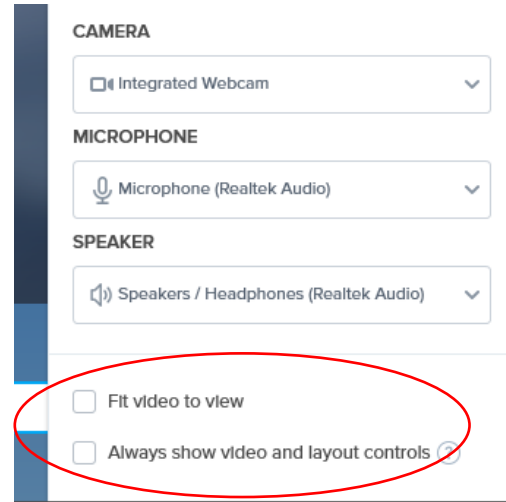 CAMERA
Integrated Webcam
MICROPHONE
Microphone (Realtek Audio)
SPEAKER
Speakers / Headphones (Realtek Audio)
Fit video to view
Always show video and layout controls ?